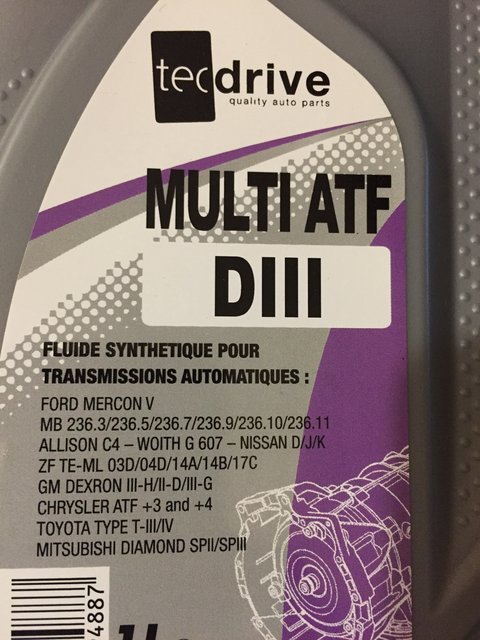 tecdrive
quality auto parts
MULTI ATF
DIII
FLUIDE SYNTHETIQUE POUR
TRANSMISSIONS AUTOMATIQUES :
FORD MERCON V
MB 236.3/236.5/236.7/236.9/236.10/236.11
ALLISON C4 – WOITH G 607 – NISSAN D/J/K
ZF TE-ML 03D/04D/14A/14B/17C
GM DEXRON III-H/II-D/III-G
CHRYSLER ATF +3 and +4
TOYOTA TYPE T-III/IV
MITSUBISHI DIAMOND SPII/SPIII
4887